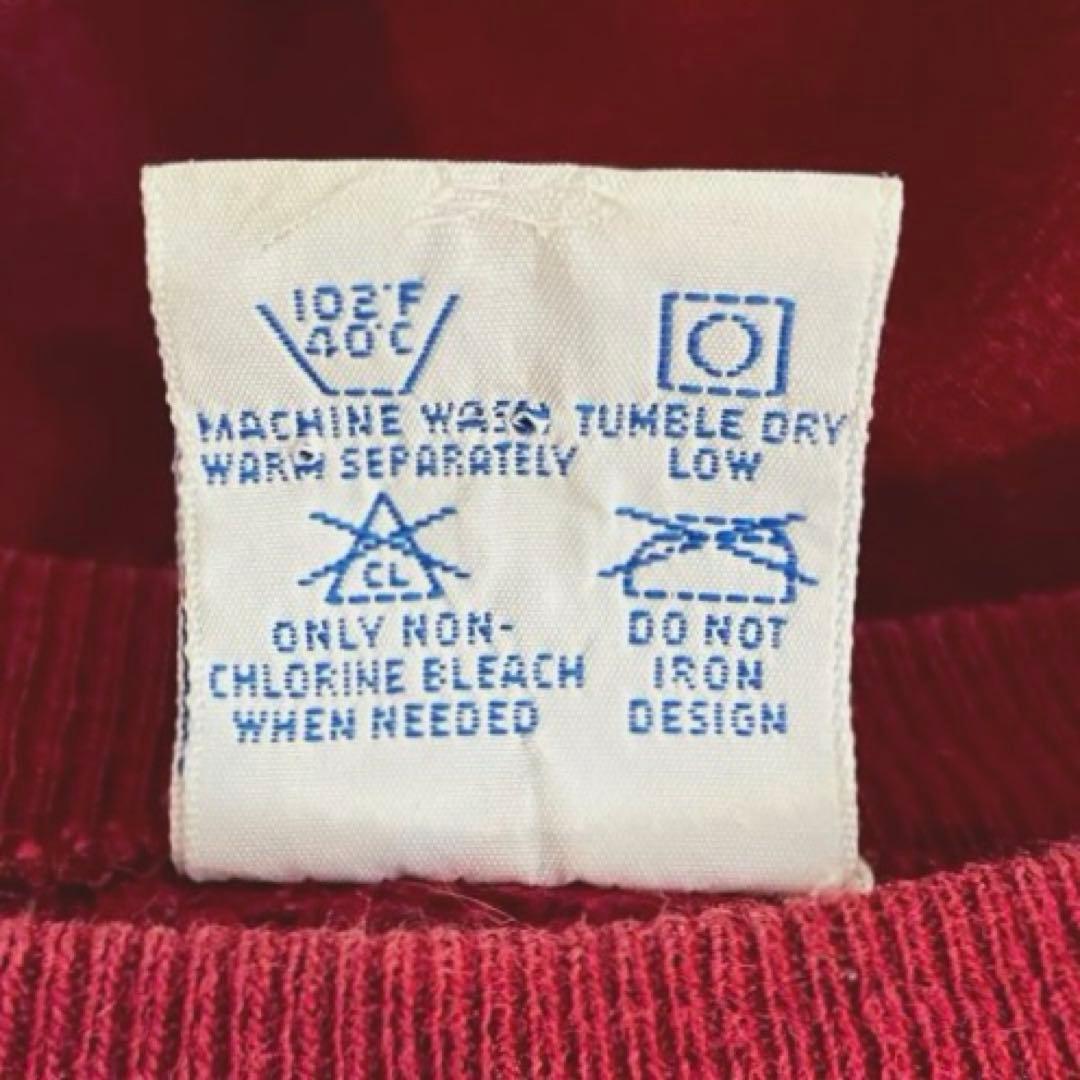 102°F
40°C
MACHINE WASH
WARM SEPARATELY
TUMBLE DRY
LOW
CL
ONLY NON-
CHLORINE BLEACH
WHEN NEEDED
DO NOT
IRON
DESIGN